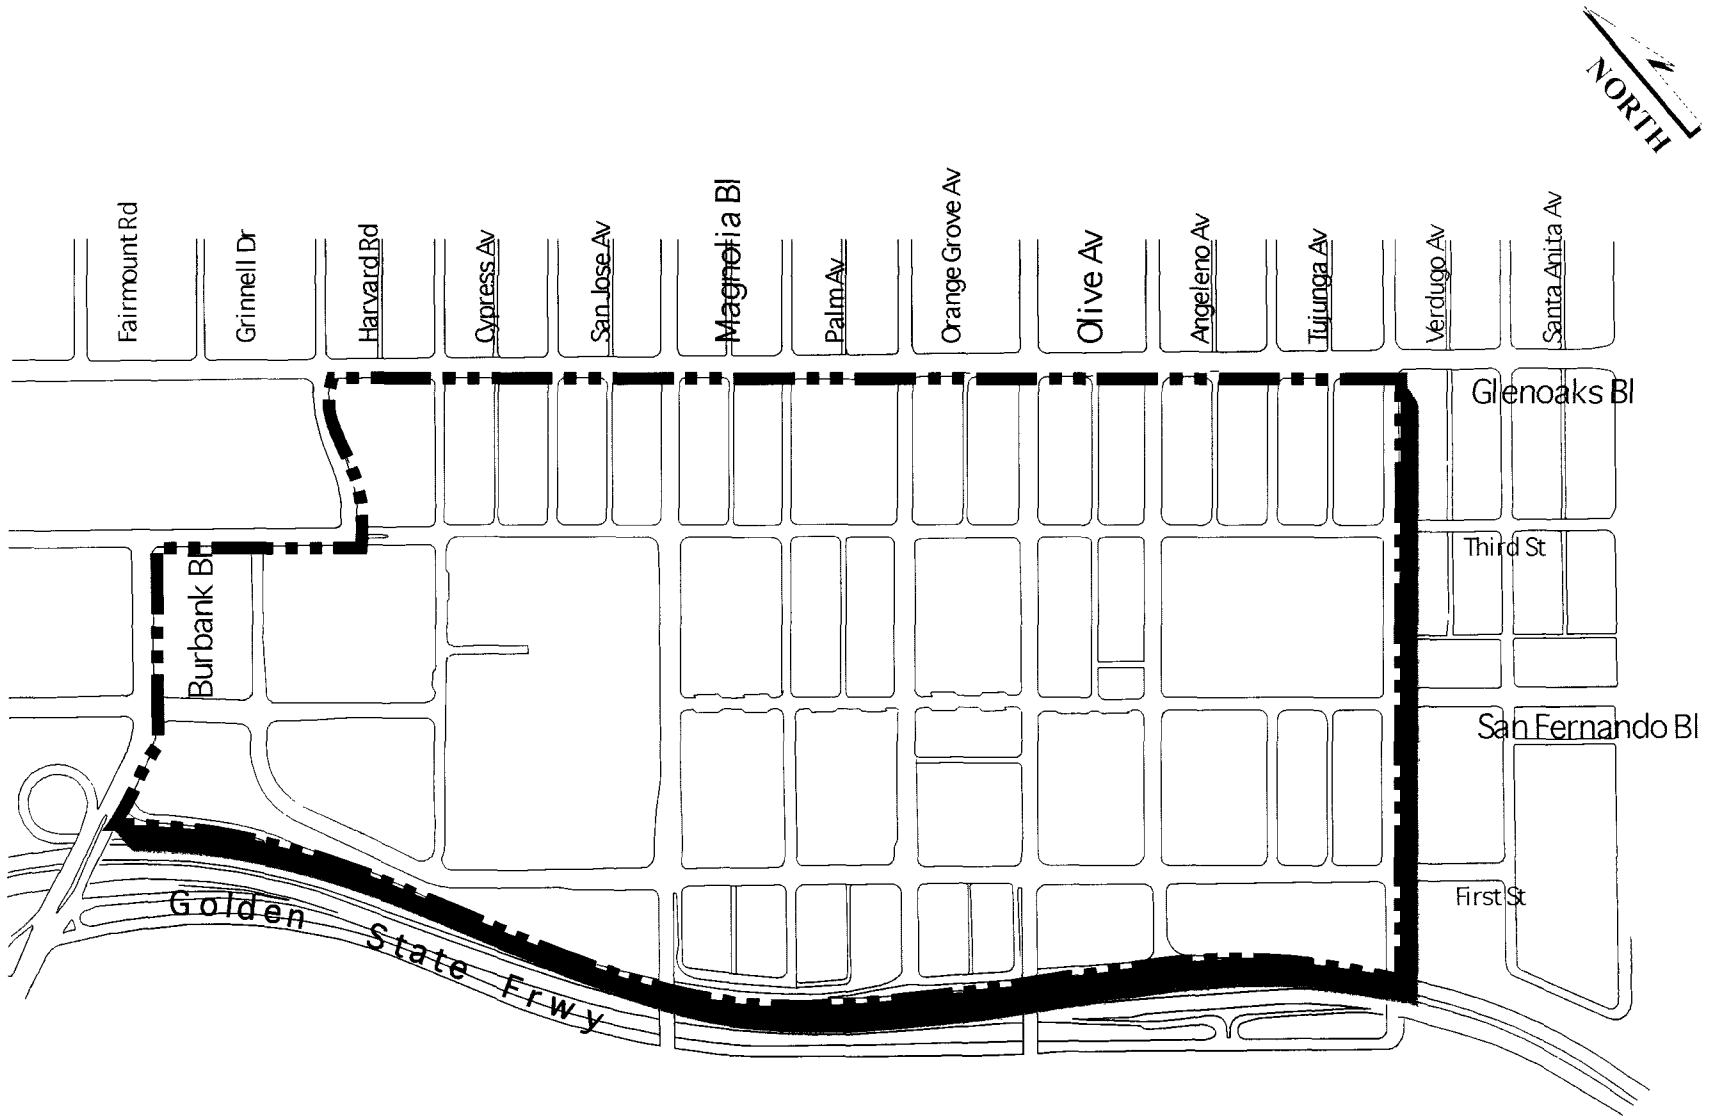 NORTH
Fairmount Rd
Grinnell Dr
Harvard Rd
Cypress Av
San Jose Av
Magnolia Bl
Palm Av
Orange Grove Av
Olive Av
Angeleno Av
Tujunga Av
Verdugo Av
Santa Anita Av
Glenoaks Bl
Third St
Burbank Bl
San Fernando Bl
First St
Golden State Frwy